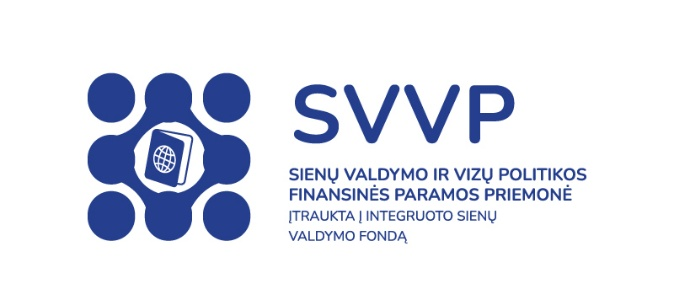 SVVP
SIENŲ VALDYMO IR VIZŲ POLITIKOS
FINANSINĖS PARAMOS PRIEMONĖ
ĮTRAUKTA Į INTEGRUOTO SIENŲ
VALDYMO FONDĄ